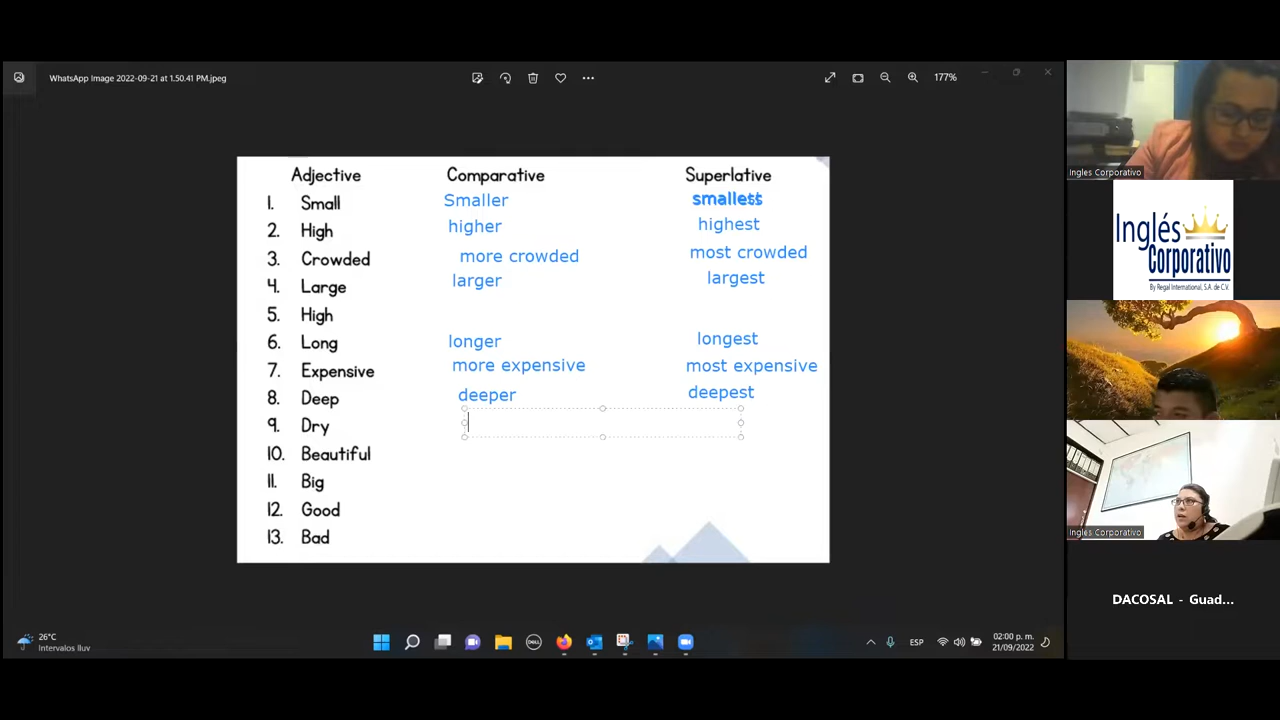 WhatsApp Image 2022-09-21 at 1.50.41 PM.jpeg
177%
Adjective Comparative Superlative
1. Small Smaller smallest
2. High higher highest
3. Crowded more crowded most crowded
4. Large larger largest
5. High
6. Long longer longest
7. Expensive more expensive most expensive
8. Deep deeper deepest
9. Dry
10. Beautiful
11. Big
12. Good
13. Bad
26°C
Intervalos lluv
DELL
ESP
02:00 p. m.
21/09/2022
Ingles Corporativo
Inglés
Corporativo
By Regal International, S.A. de C.V.
Ingles Corporativo
DACOSAL - Guad...